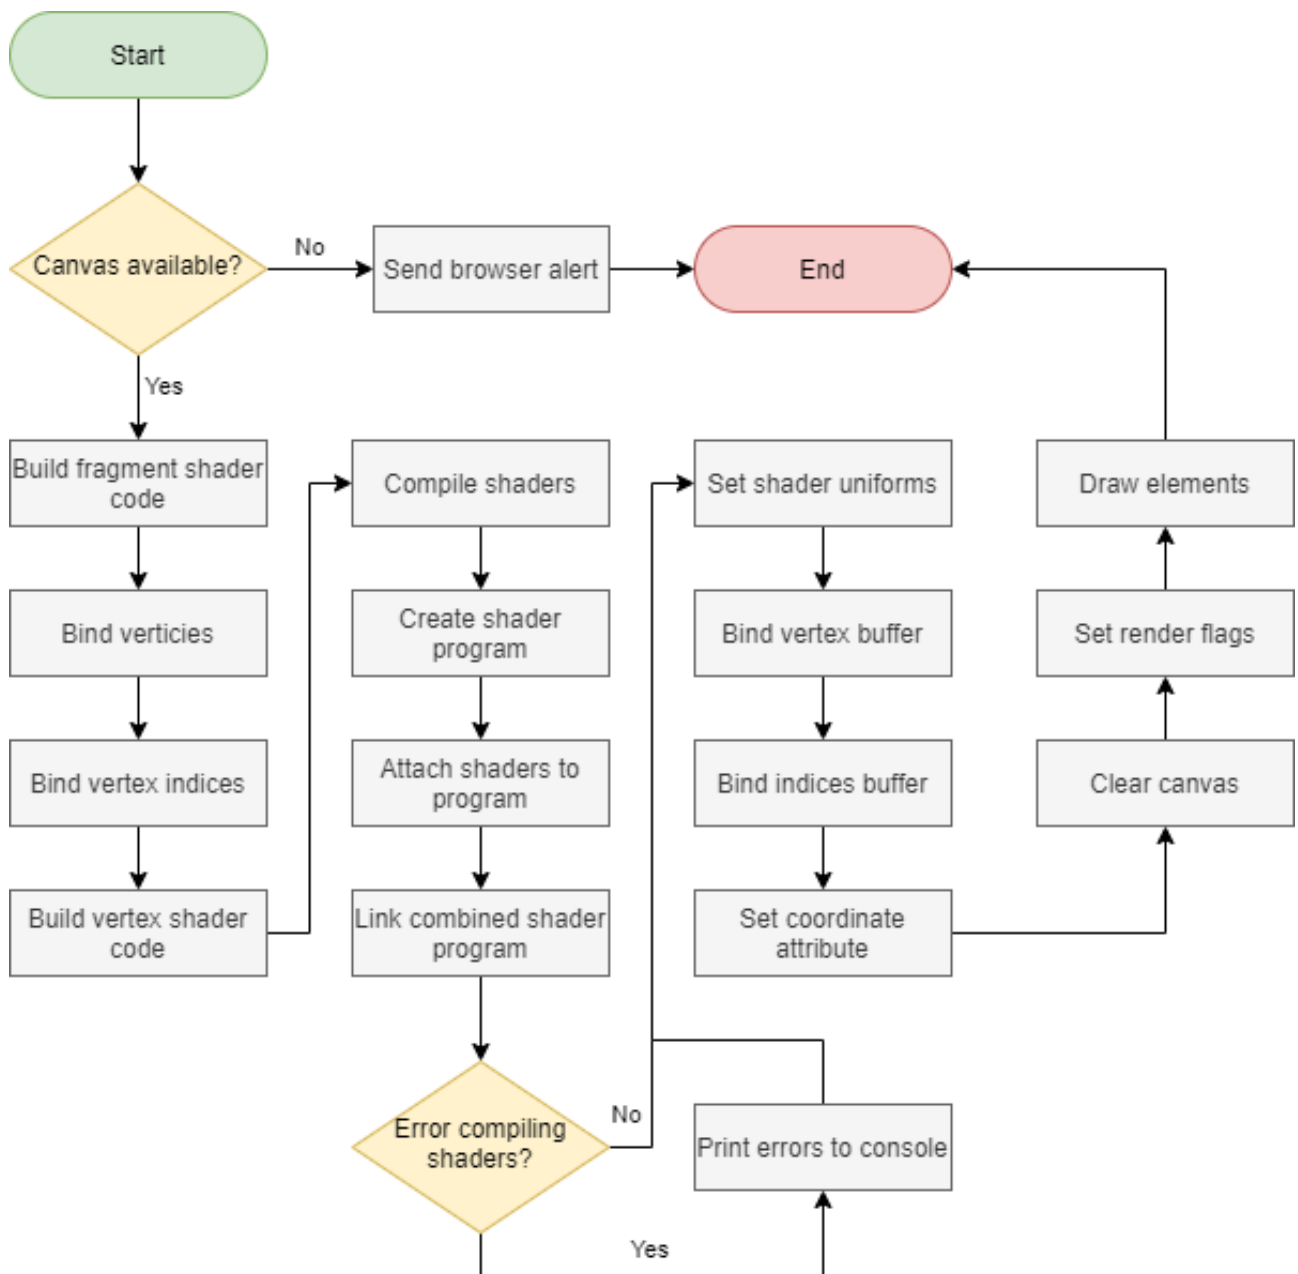 Start
Canvas available?
No
Send browser alert
End
Yes
Build fragment shader
code
Bind verticies
Bind vertex indices
Build vertex shader
code
Compile shaders
Create shader
program
Attach shaders to
program
Link combined shader
program
Error compiling
shaders?
No
Yes
Print errors to console
Set shader uniforms
Bind vertex buffer
Bind indices buffer
Set coordinate
attribute
Clear canvas
Set render flags
Draw elements